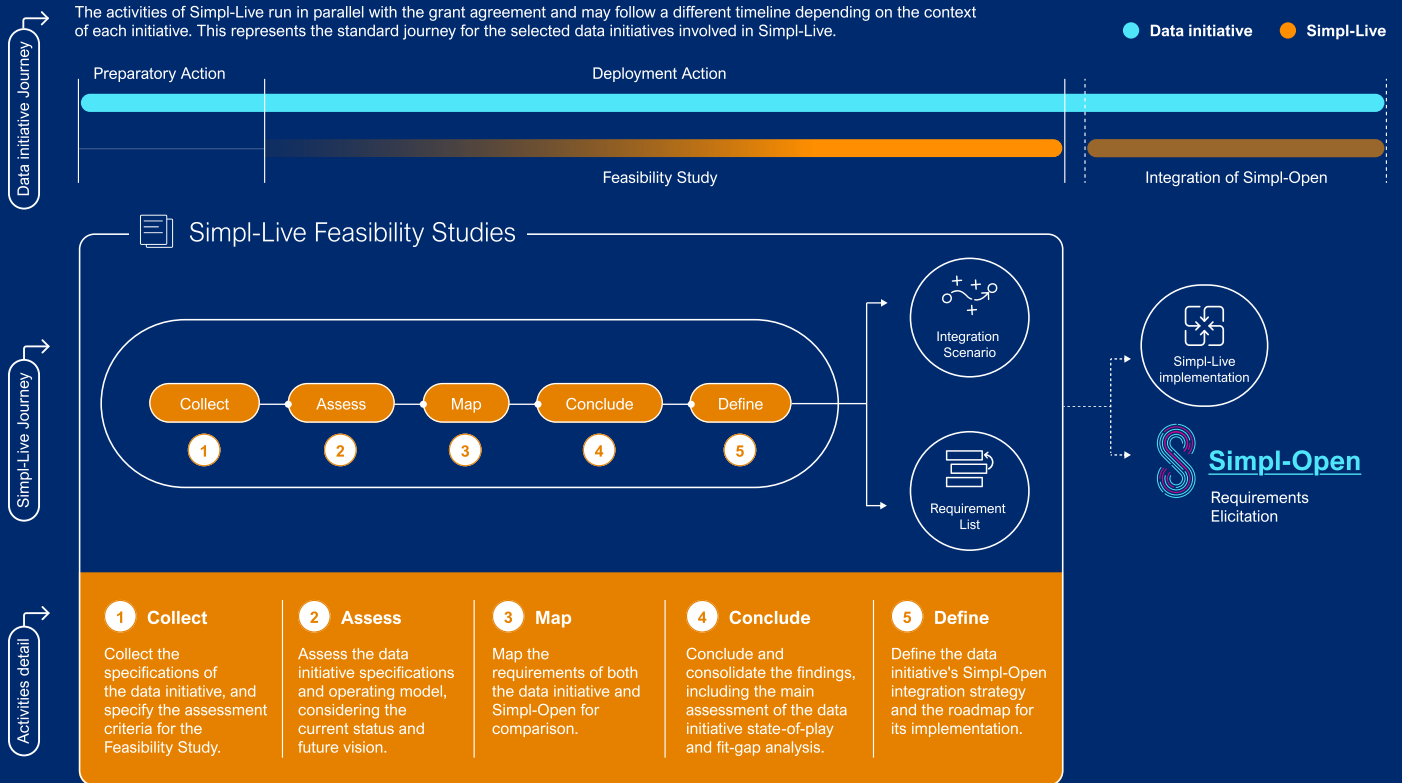 The activities of Simpl-Live run in parallel with the grant agreement and may follow a different timeline depending on the context
of each initiative. This represents the standard journey for the selected data initiatives involved in Simpl-Live.
Data initiative
Simpl-Live
Data initiative Journey
Preparatory Action
Deployment Action
Feasibility Study
Integration of Simpl-Open
Simpl-Live Feasibility Studies
Simpl-Live Journey
Collect
Assess
Map
Conclude
Define
1
2
3
4
5
Integration
Scenario
Requirement
List
Simpl-Live
implementation
Simpl-Open
Requirements
Elicitation
Activities detail
1 Collect
Collect the
specifications of
the data initiative, and
specify the assessment
criteria for the
Feasibility Study.
2 Assess
Assess the data
initiative specifications
and operating model,
considering the
current status and
future vision.
3 Map
Map the
requirements of both
the data initiative and
Simpl-Open for
comparison.
4 Conclude
Conclude and
consolidate the findings,
including the main
assessment of the data
initiative state-of-play
and fit-gap analysis.
5 Define
Define the data
initiative's Simpl-Open
integration strategy
and the roadmap for
its implementation.